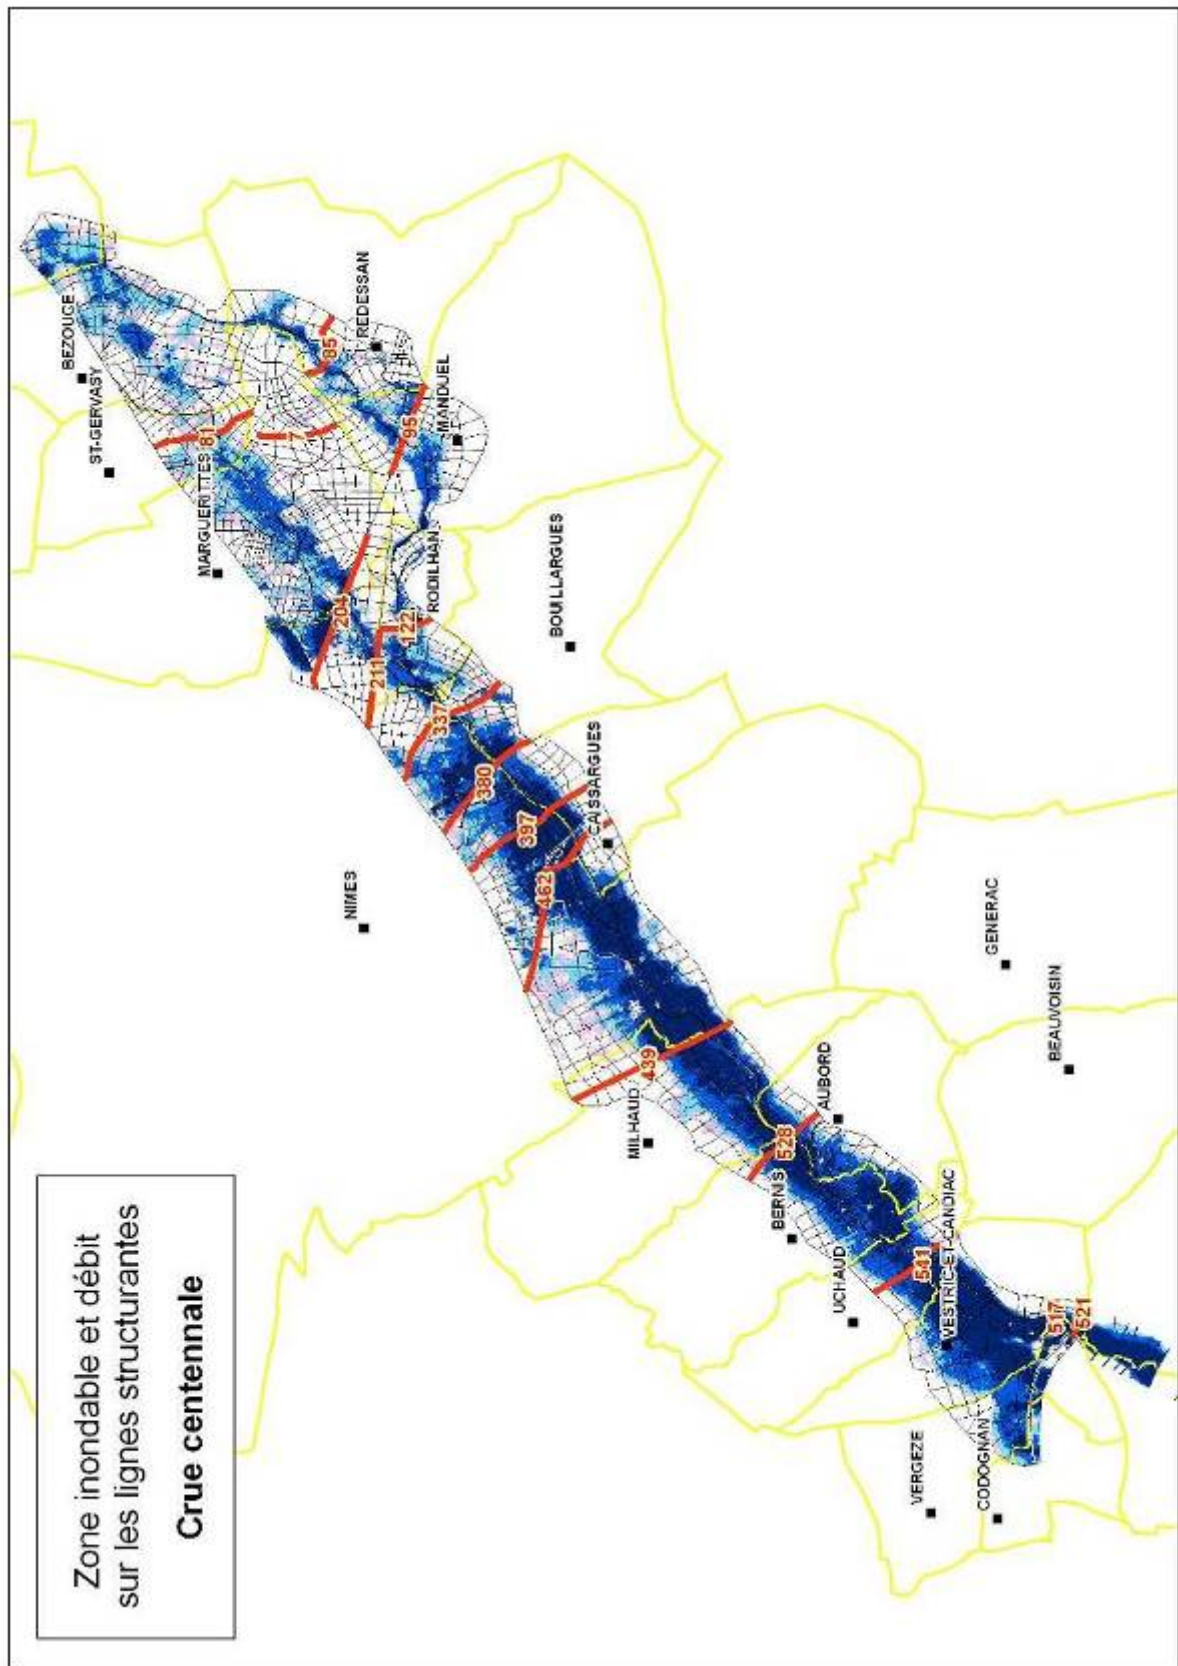 Zone inondable et débit
sur les lignes structurantes
Crue centennale
BEZOUCE
ST-GERVASY
MARGUERITTES
REDESSAN
MANDUEL
RODILHAN
BOUILLARGUES
NIMES
CAISSARGUES
GENERAC
BEAUVOISIN
MILHAUD
AUBORD
BERNIS
UCHAUD
VESTRIC-ET-CANDIAC
VERGEZE
CODOGNAN
81
7
85
95
204
211
122
337
380
397
462
439
528
541
517
521